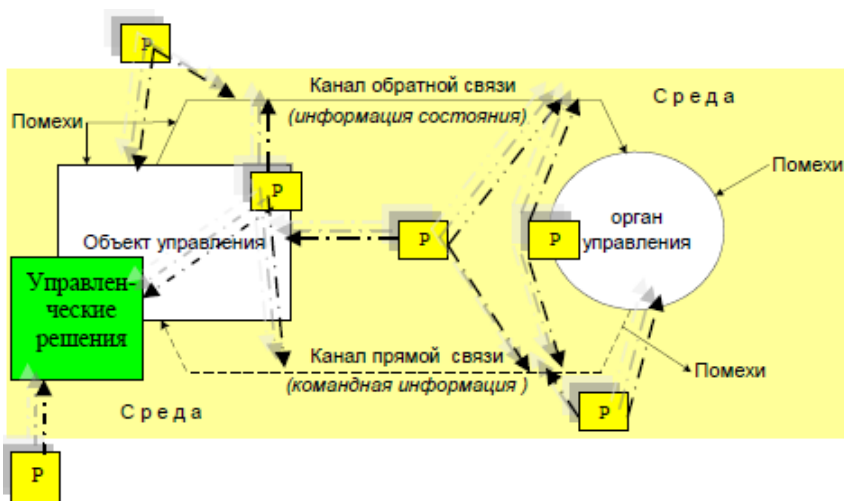 Р
Канал обратной связи
Среда
(информация состояния)
Помехи
Помехи
Р
орган
управления
Р
Р
Объект управления
Управлен-
ческие
решения
Канал прямой связи
(командная информация )
Помехи
Среда
Р
Р